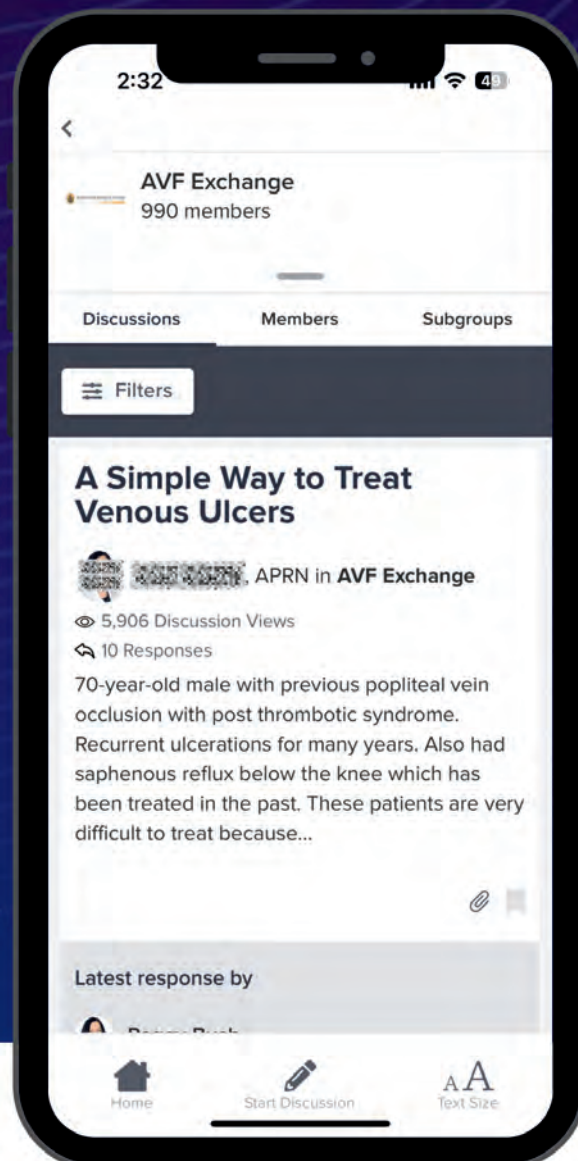 2:32
49
AVF Exchange
990 members
Discussions
Members
Subgroups
Filters
A Simple Way to Treat
Venous Ulcers
, APRN in AVF Exchange
5,906 Discussion Views
10 Responses
70-year-old male with previous popliteal vein
occlusion with post thrombotic syndrome.
Recurrent ulcerations for many years. Also had
saphenous reflux below the knee which has
been treated in the past. These patients are very
difficult to treat because...
Latest response by
Home
Start Discussion
AA
Text Size